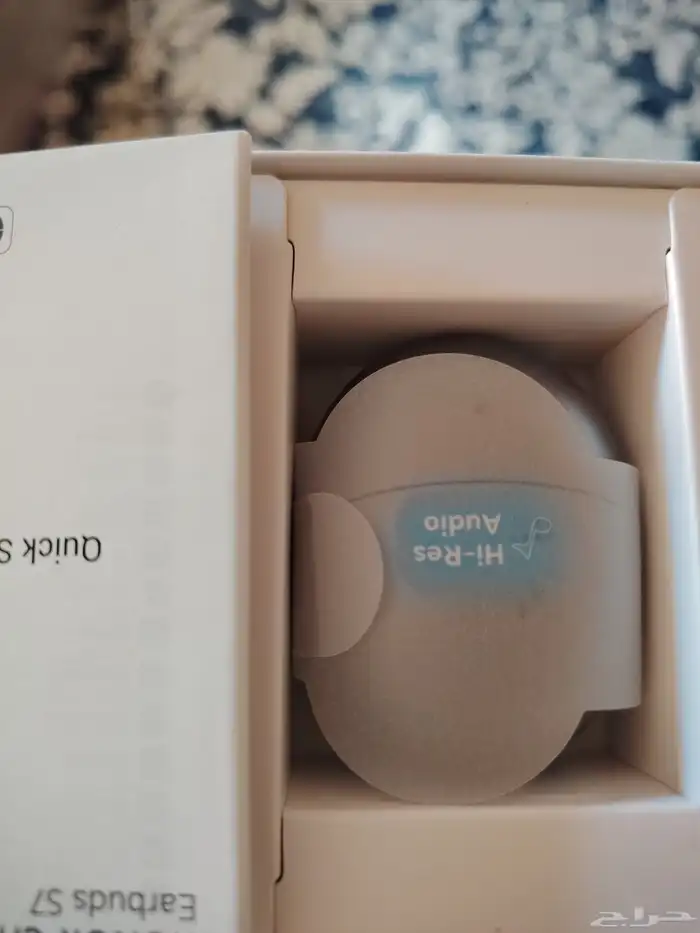 Earbuds S7
Quick S
Hi-Res
Audio
حراج